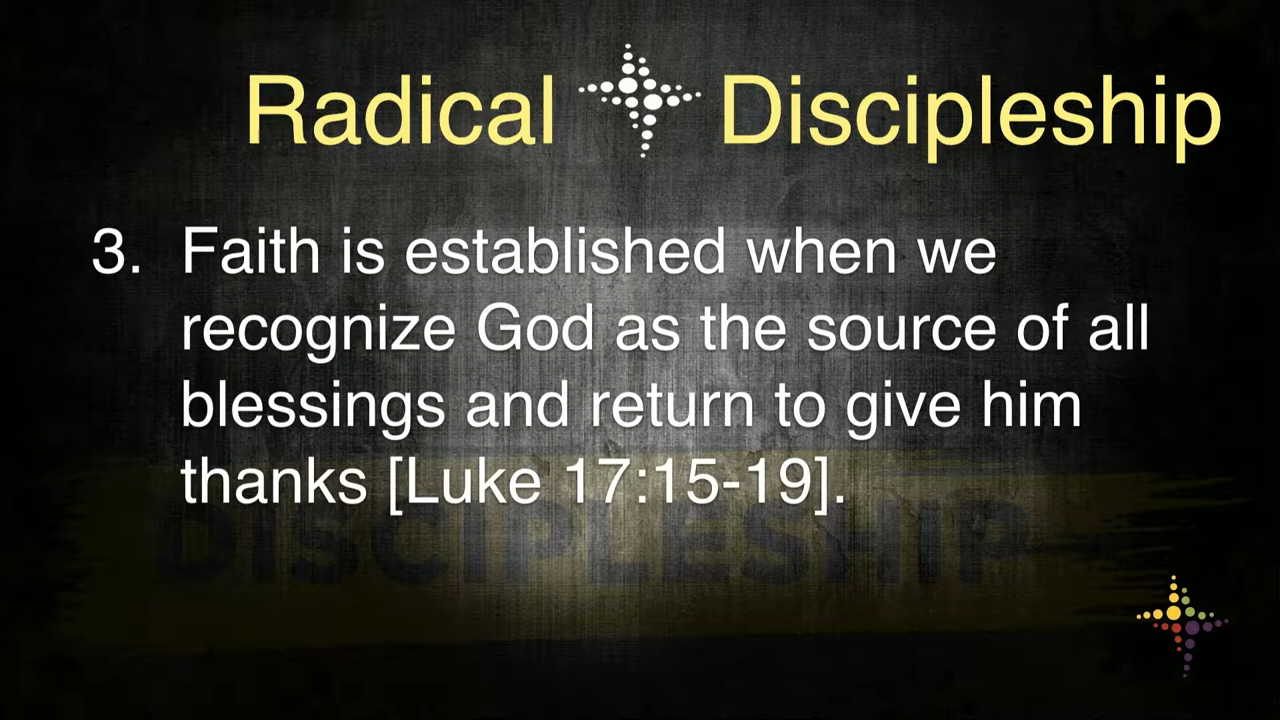 Radical Discipleship
3. Faith is established when we
recognize God as the source of all
blessings and return to give him
thanks [Luke 17:15-19].
DISCIPLESHIP